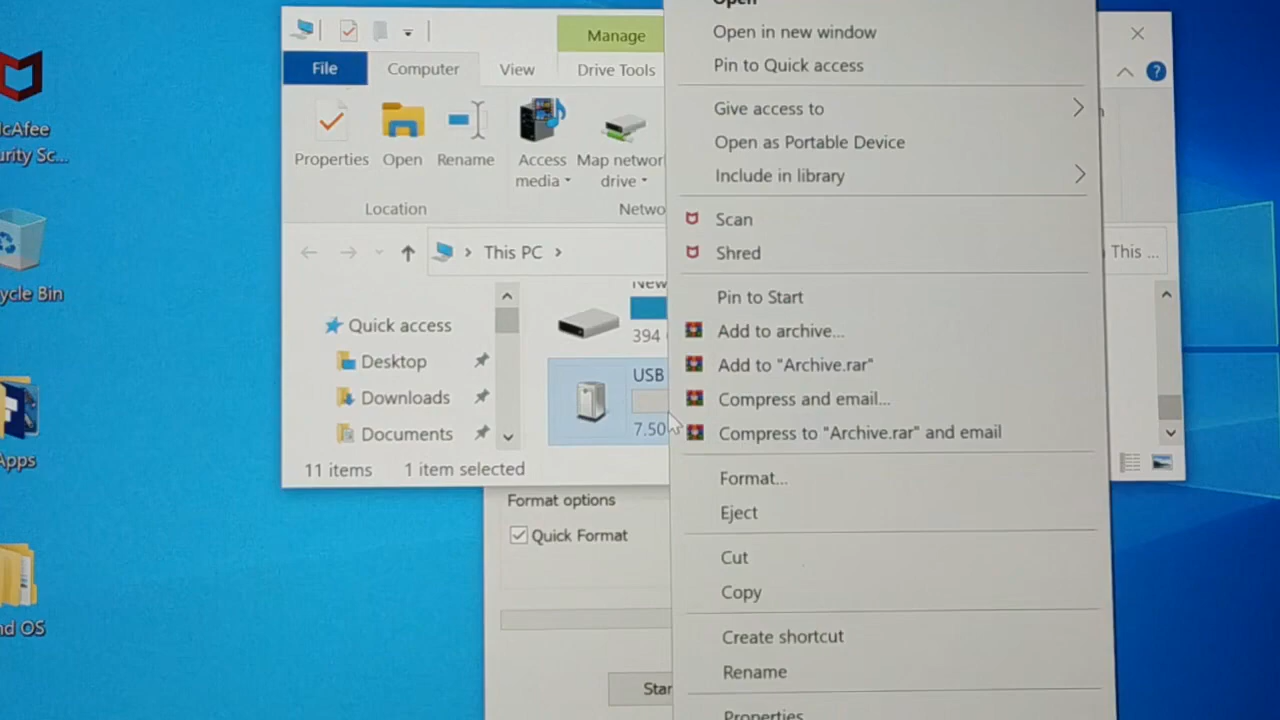 Open
Open in new window
Pin to Quick access
Give access to
Open as Portable Device
Include in library
Scan
Shred
Pin to Start
Add to archive...
Add to "Archive.rar"
Compress and email...
Compress to "Archive.rar" and email
Format...
Eject
Cut
Copy
Create shortcut
Rename
Properties
Manage
File Computer View Drive Tools
?
Properties Open Rename Access media Map networ drive
Location Netwo
This PC
This ...
Quick access
Desktop
Downloads
Documents
New
394
USB
7.50
11 items 1 item selected
Format options
Quick Format
Star
cAfee
urity Sc...
ycle Bin
Apps
nd OS